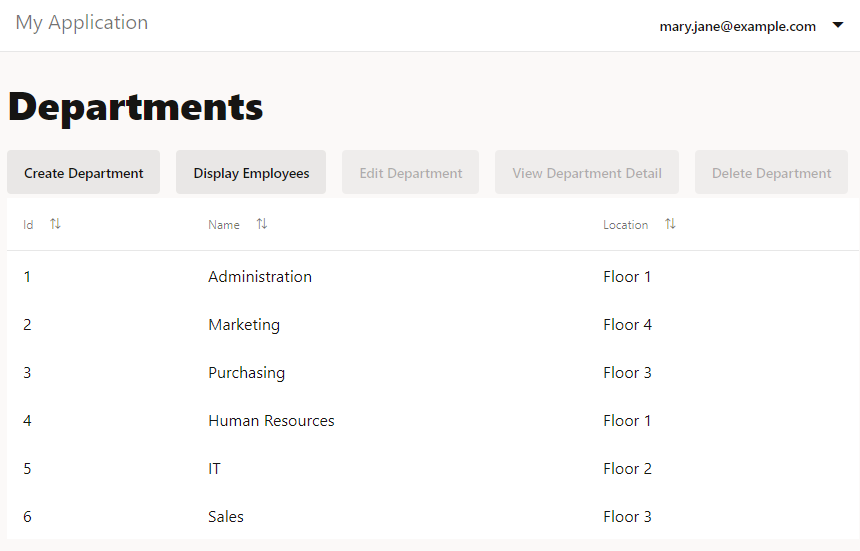 My Application
mary.jane@example.com
Departments
Create Department Display Employees Edit Department View Department Detail Delete Department
Id Name Location
1 Administration Floor 1
2 Marketing Floor 4
3 Purchasing Floor 3
4 Human Resources Floor 1
5 IT Floor 2
6 Sales Floor 3